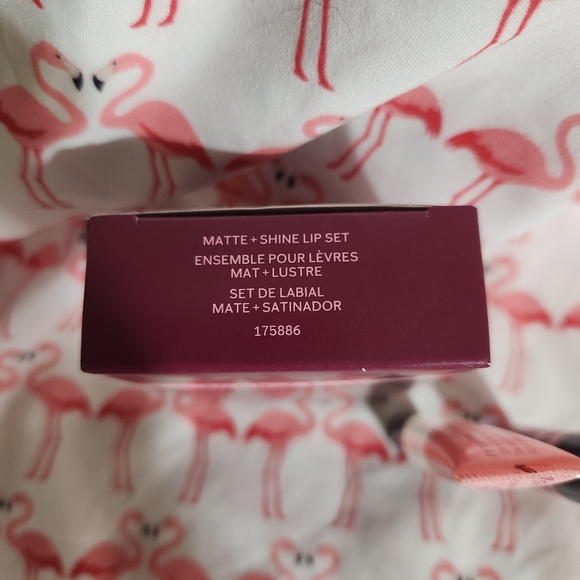 MATTE + SHINE LIP SET
ENSEMBLE POUR LÈVRES
MAT + LUSTRE
SET DE LABIAL
MATE + SATINADOR
175886